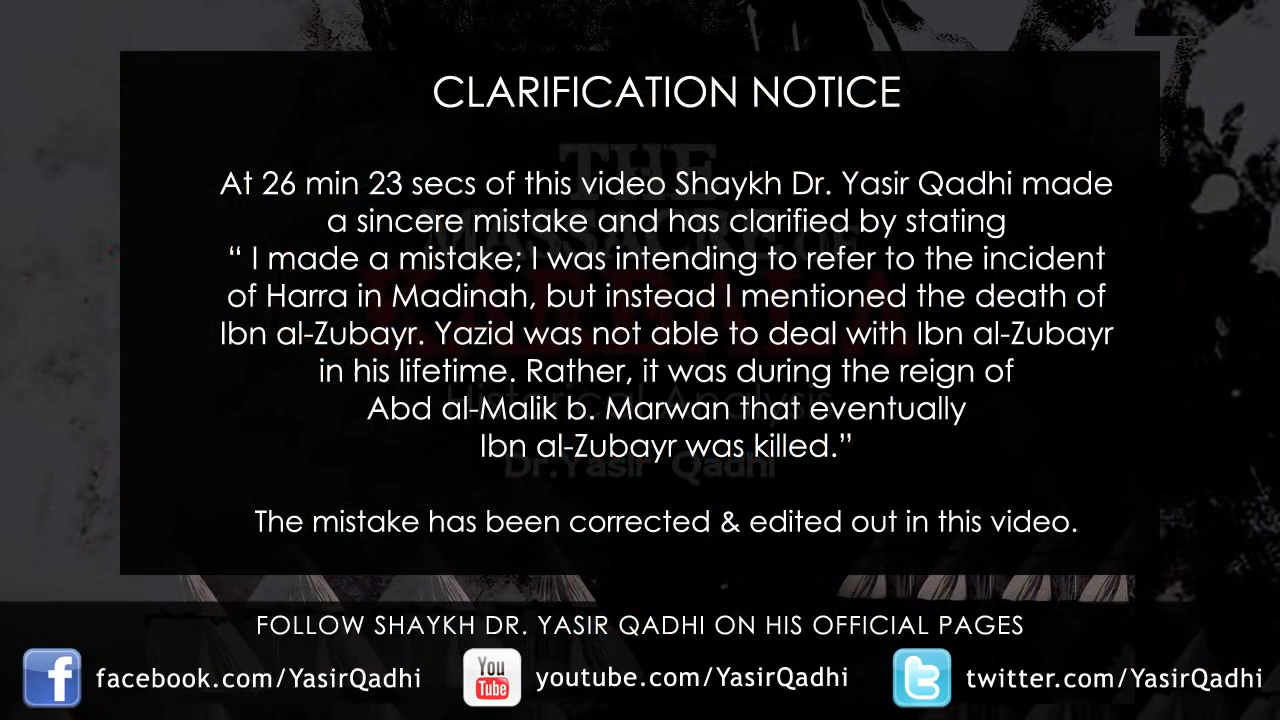 CLARIFICATION NOTICE
At 26 min 23 secs of this video Shaykh Dr. Yasir Qadhi made
a sincere mistake and has clarified by stating
“ I made a mistake; I was intending to refer to the incident
of Harra in Madinah, but instead I mentioned the death of
Ibn al-Zubayr. Yazid was not able to deal with Ibn al-Zubayr
in his lifetime. Rather, it was during the reign of
Abd al-Malik b. Marwan that eventually
Ibn al-Zubayr was killed.”
Dr.Yasir Qadhi
The mistake has been corrected & edited out in this video.
FOLLOW SHAYKH DR. YASIR QADHI ON HIS OFFICIAL PAGES
f facebook.com/YasirQadhi
You Tube youtube.com/YasirQadhi
t twitter.com/YasirQadhi